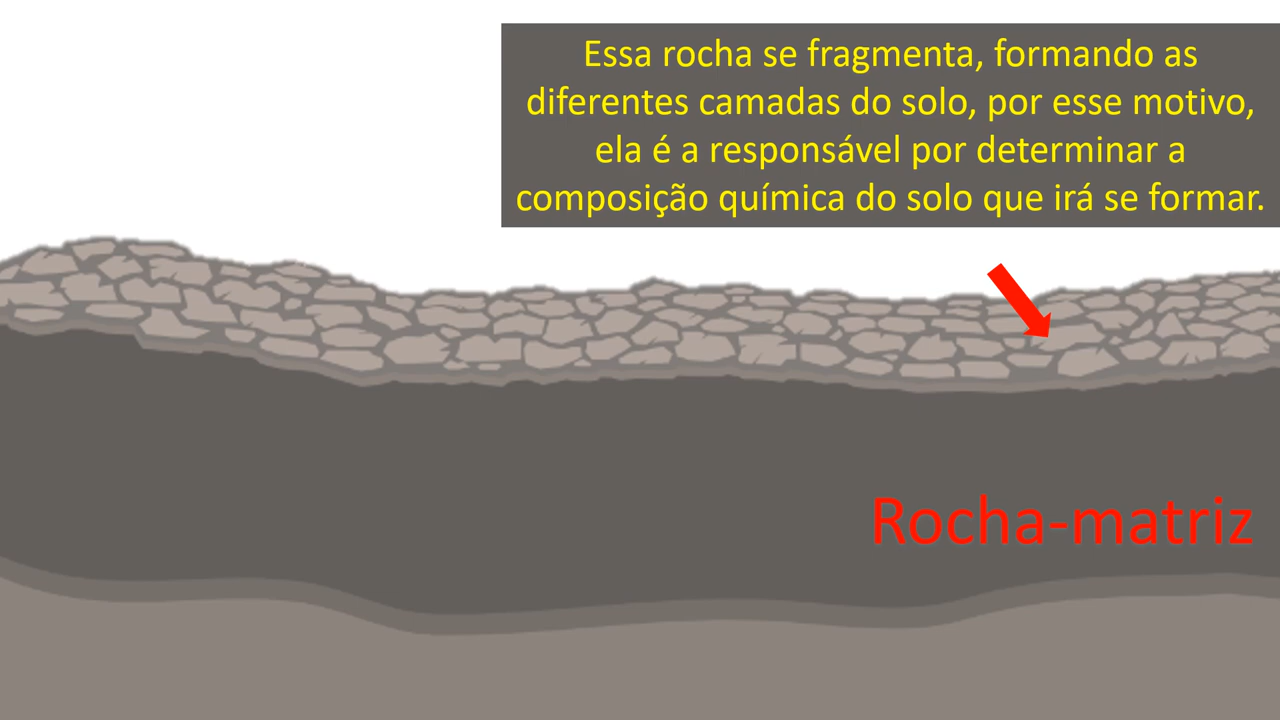 Essa rocha se fragmenta, formando as
diferentes camadas do solo, por esse motivo,
ela é a responsável por determinar a
composição química do solo que irá se formar.
Rocha-matriz